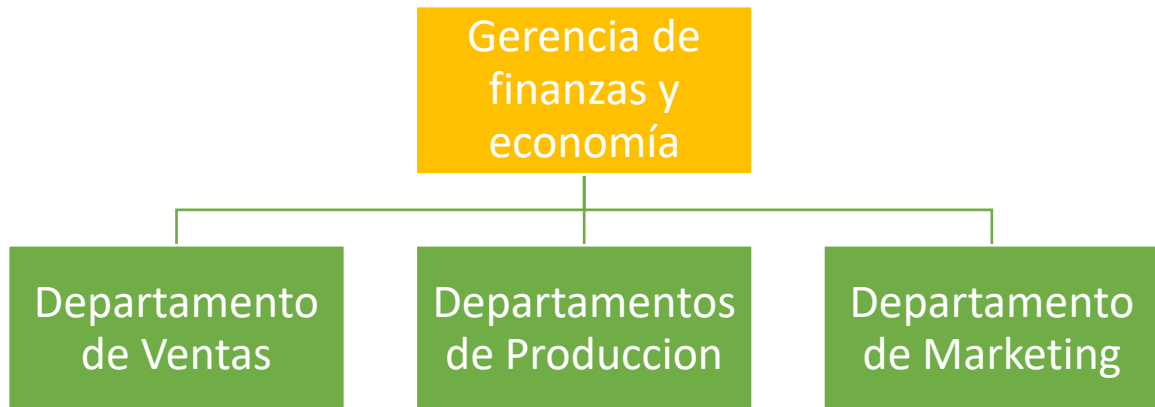 Gerencia de
finanzas y
economía
Departamento
de Ventas
Departamentos
de Produccion
Departamento
de Marketing